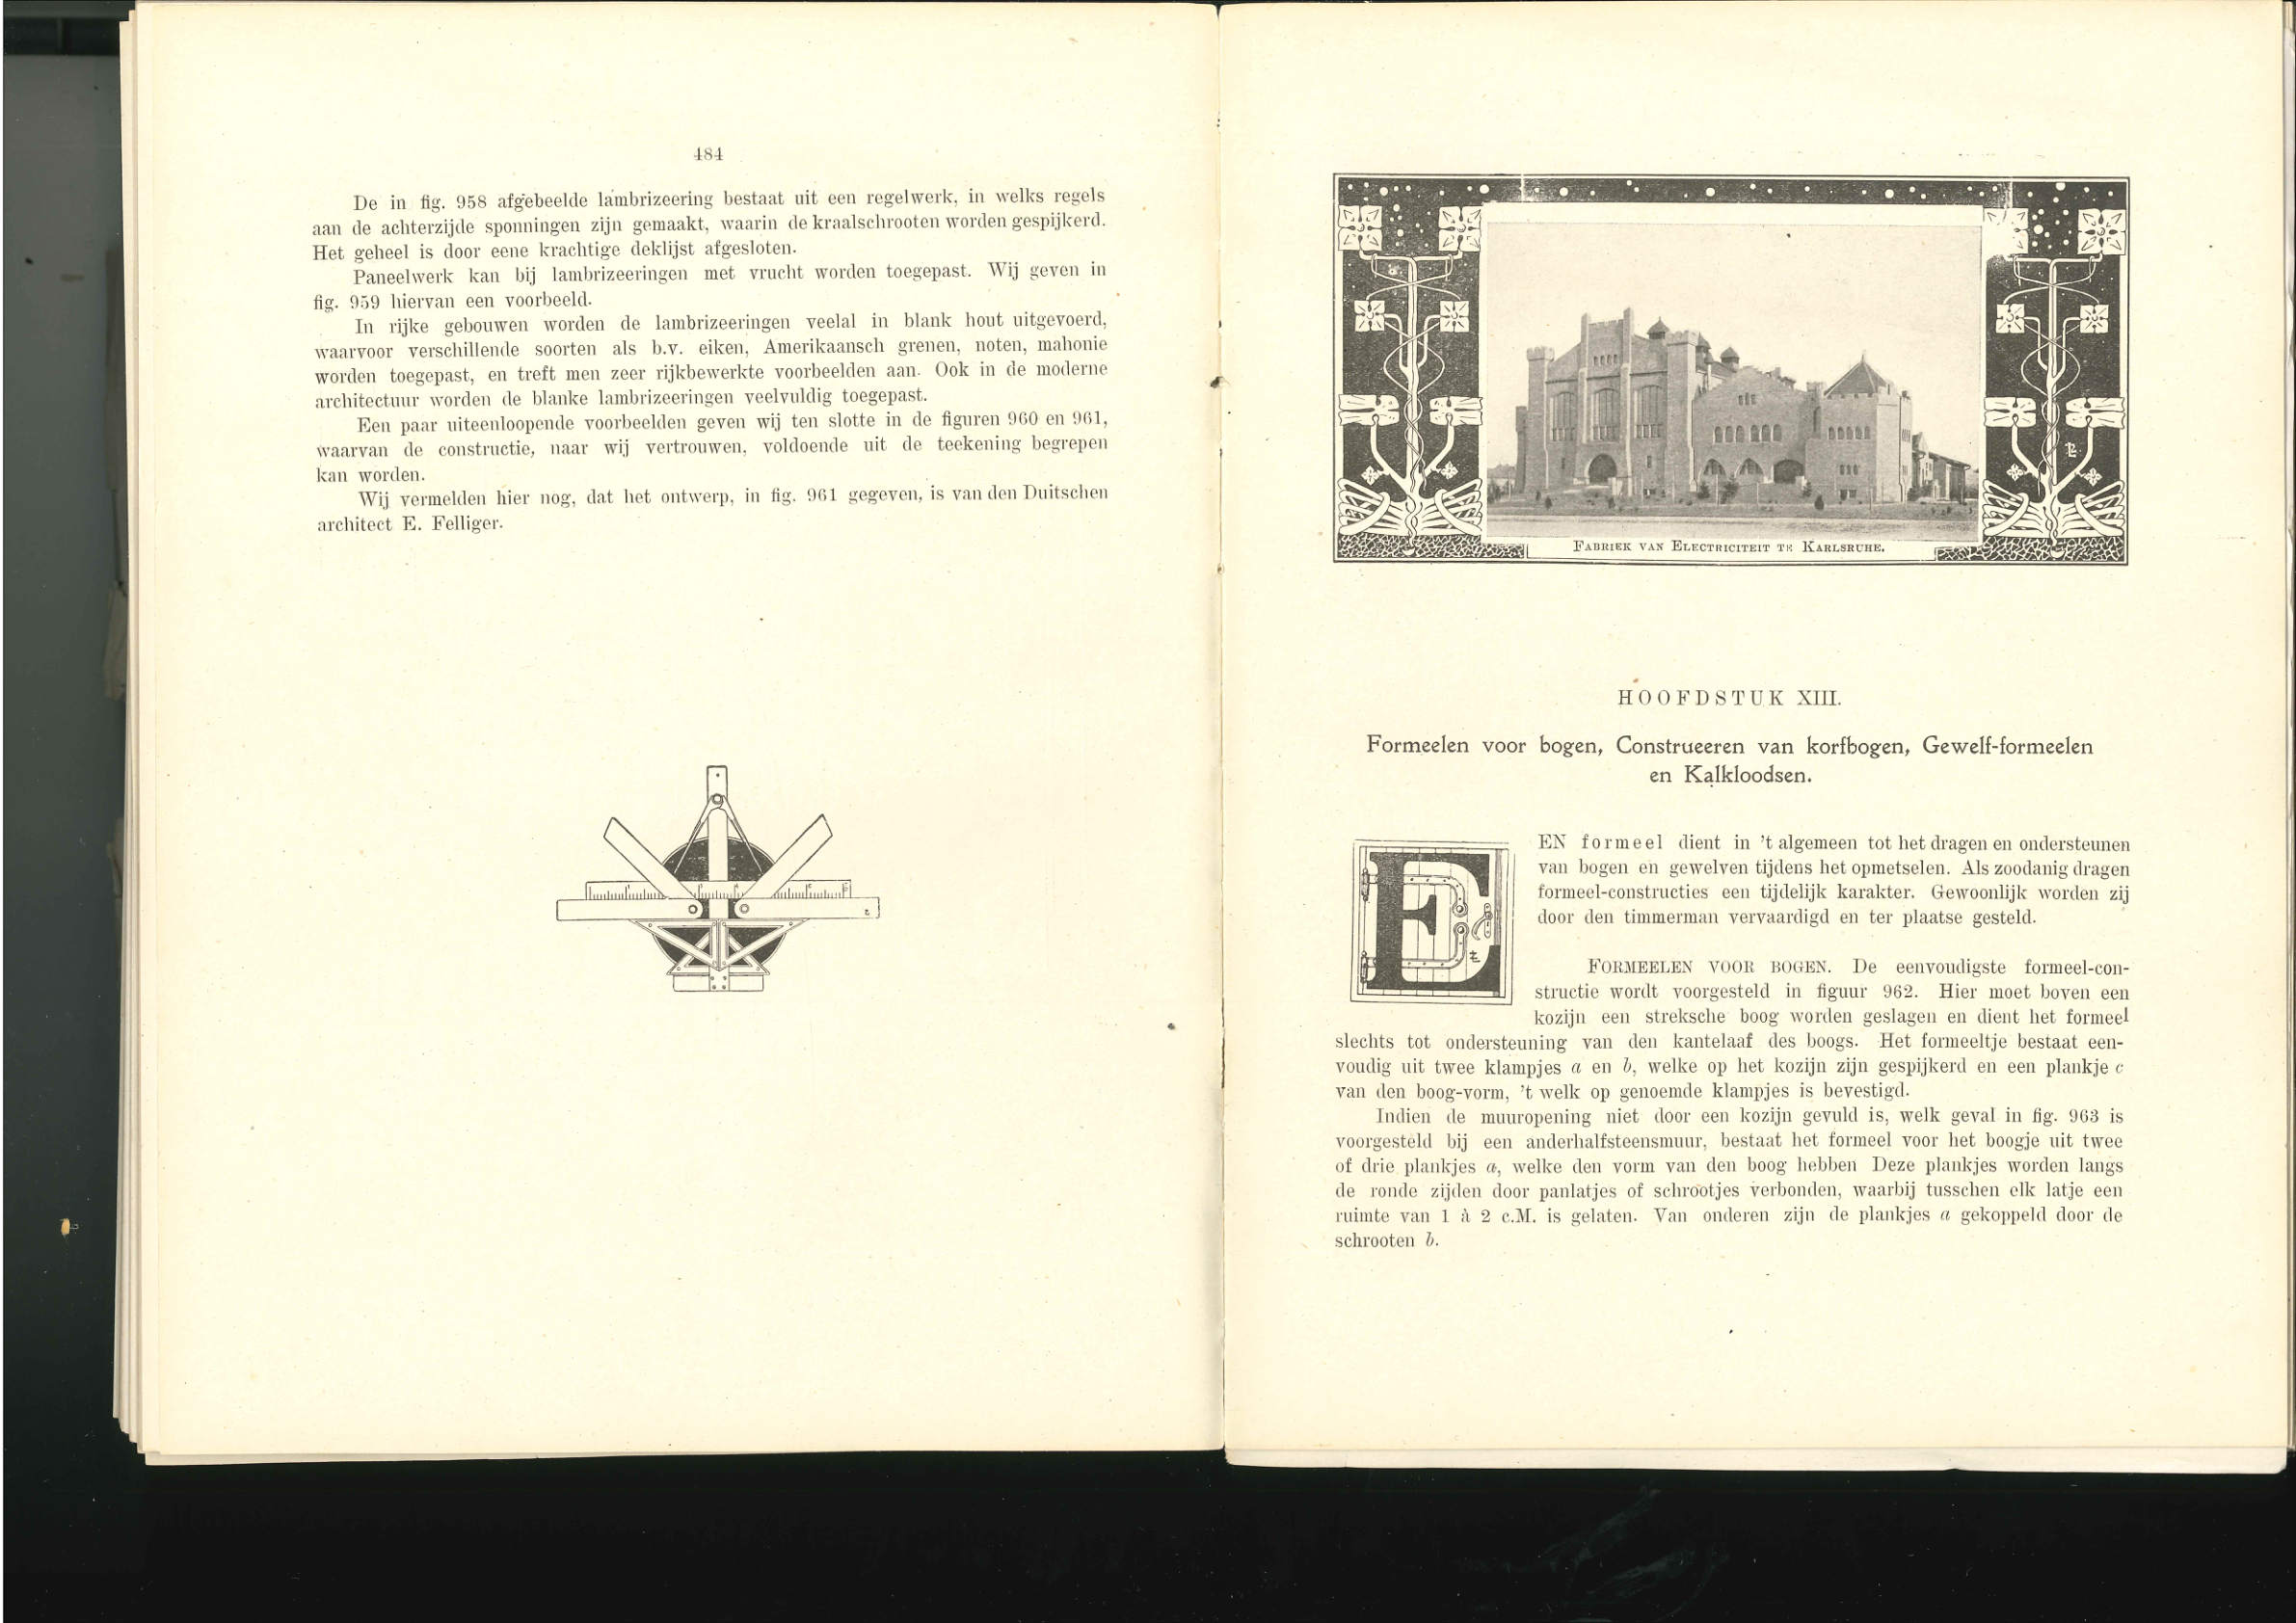 484
De in fig. 958 afgebeelde lambrizeering bestaat uit een regelwerk, in welks regels
aan de achterzijde sponningen zijn gemaakt, waarin de kraalschrooten worden gespijkerd.
Het geheel is door eene krachtige deklijst afgesloten.
Paneelwerk kan bij lambrizeeringen met vrucht worden toegepast. Wij geven in
fig. 959 hiervan een voorbeeld.
In rijke gebouwen worden de lambrizeeringen veelal in blank hout uitgevoerd,
waarvoor verschillende soorten als b.v. eiken, Amerikaansch grenen, noten, mahonie
worden toegepast, en treft men zeer rijkbewerkte voorbeelden aan. Ook in de moderne
architectuur worden de blanke lambrizeeringen veelvuldig toegepast.
Een paar uiteenloopende voorbeelden geven wij ten slotte in de figuren 960 en 961,
waarvan de constructie, naar wij vertrouwen, voldoende uit de teekening begrepen
kan worden.
Wij vermelden hier nog, dat het ontwerp, in fig. 961 gegeven, is van den Duitschen
architect E. Felliger.
FABRIEK VAN ELECTRICITEIT TE KARLSRUHE.
HOOFDSTUK XIII.
Formeelen voor bogen, Construeeren van korfbogen, Gewelf-formeelen
en Kalkloodsen.
EEN formeel dient in 't algemeen tot het dragen en ondersteunen
van bogen en gewelven tijdens het opmetselen. Als zoodanig dragen
formeel-constructies een tijdelijk karakter. Gewoonlijk worden zij
door den timmerman vervaardigd en ter plaatse gesteld.
FORMEELEN VOOR BOGEN. De eenvoudigste formeel-con-
structie wordt voorgesteld in figuur 962. Hier moet boven een
kozijn een streksche boog worden geslagen en dient het formeel
slechts tot ondersteuning van den kantelaaf des boogs. Het formeeltje bestaat een-
voudig uit twee klampjes a en b, welke op het kozijn zijn gespijkerd en een plankje c
van den boog-vorm, 't welk op genoemde klampjes is bevestigd.
Indien de muuropening niet door een kozijn gevuld is, welk geval in fig. 963 is
voorgesteld bij een anderhalfsteensmuur, bestaat het formeel voor het boogje uit twee
of drie plankjes a, welke den vorm van den boog hebben Deze plankjes worden langs
de ronde zijden door panlatjes of schrootjes verbonden, waarbij tusschen elk latje een
ruimte van 1 à 2 c.M. is gelaten. Van onderen zijn de plankjes a gekoppeld door de
schrooten b.